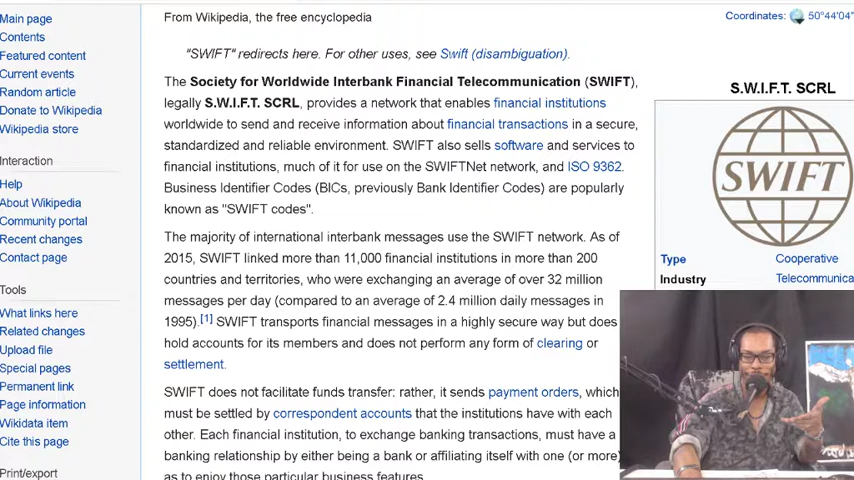 Main page
Contents
Featured content
Current events
Random article
Donate to Wikipedia
Wikipedia store
Interaction
Help
About Wikipedia
Community portal
Recent changes
Contact page
Tools
What links here
Related changes
Upload file
Special pages
Permanent link
Page information
Wikidata item
Cite this page
Print/export
From Wikipedia, the free encyclopedia
Coordinates: 50°44′04″
"SWIFT" redirects here. For other uses, see Swift (disambiguation).
The Society for Worldwide Interbank Financial Telecommunication (SWIFT),
legally S.W.I.F.T. SCRL, provides a network that enables financial institutions
worldwide to send and receive information about financial transactions in a secure,
standardized and reliable environment. SWIFT also sells software and services to
financial institutions, much of it for use on the SWIFTNet network, and ISO 9362.
Business Identifier Codes (BICs, previously Bank Identifier Codes) are popularly
known as "SWIFT codes".
The majority of international interbank messages use the SWIFT network. As of
2015, SWIFT linked more than 11,000 financial institutions in more than 200
countries and territories, who were exchanging an average of over 32 million
messages per day (compared to an average of 2.4 million daily messages in
1995).[1] SWIFT transports financial messages in a highly secure way but does
hold accounts for its members and does not perform any form of clearing or
settlement.
SWIFT does not facilitate funds transfer: rather, it sends payment orders, which
must be settled by correspondent accounts that the institutions have with each
other. Each financial institution, to exchange banking transactions, must have a
banking relationship by either being a bank or affiliating itself with one (or more)
as to enjoy those particular business features.
S.W.I.F.T. SCRL
SWIFT
Type Cooperative
Industry Telecommunica